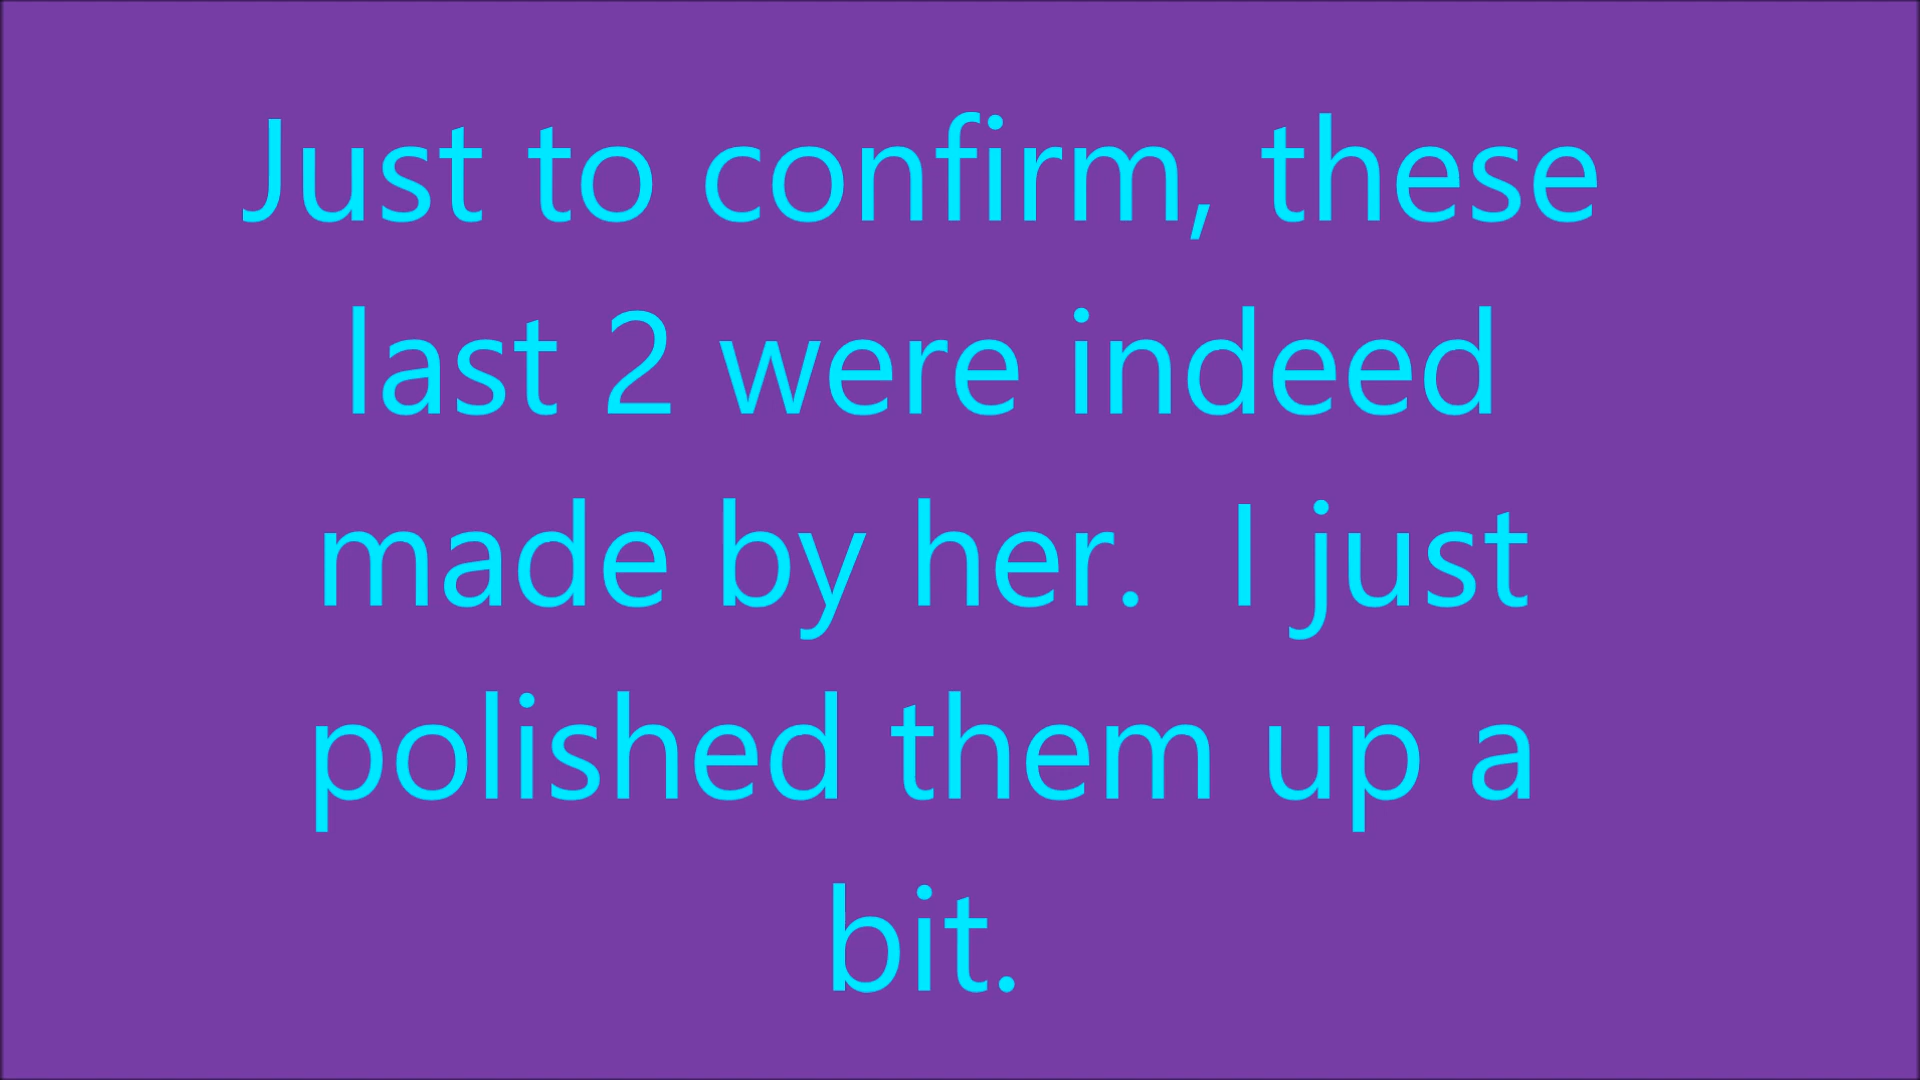 Just to confirm, these
last 2 were indeed
made by her.  I just
polished them up a
bit.